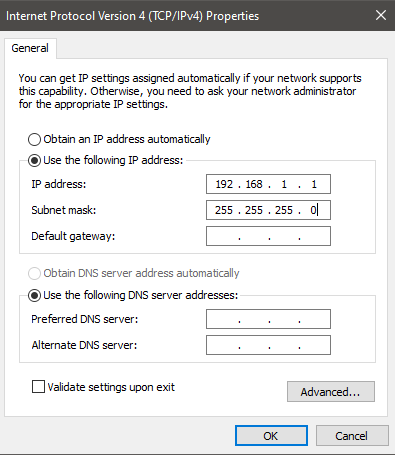 Internet Protocol Version 4 (TCP/IPv4) Properties
General
You can get IP settings assigned automatically if your network supports
this capability. Otherwise, you need to ask your network administrator
for the appropriate IP settings.
Obtain an IP address automatically
Use the following IP address:
IP address: 192 . 168 . 1 . 1
Subnet mask: 255 . 255 . 255 . 0
Default gateway: . . .
Obtain DNS server address automatically
Use the following DNS server addresses:
Preferred DNS server: . . .
Alternate DNS server: . . .
Validate settings upon exit
Advanced...
OK Cancel